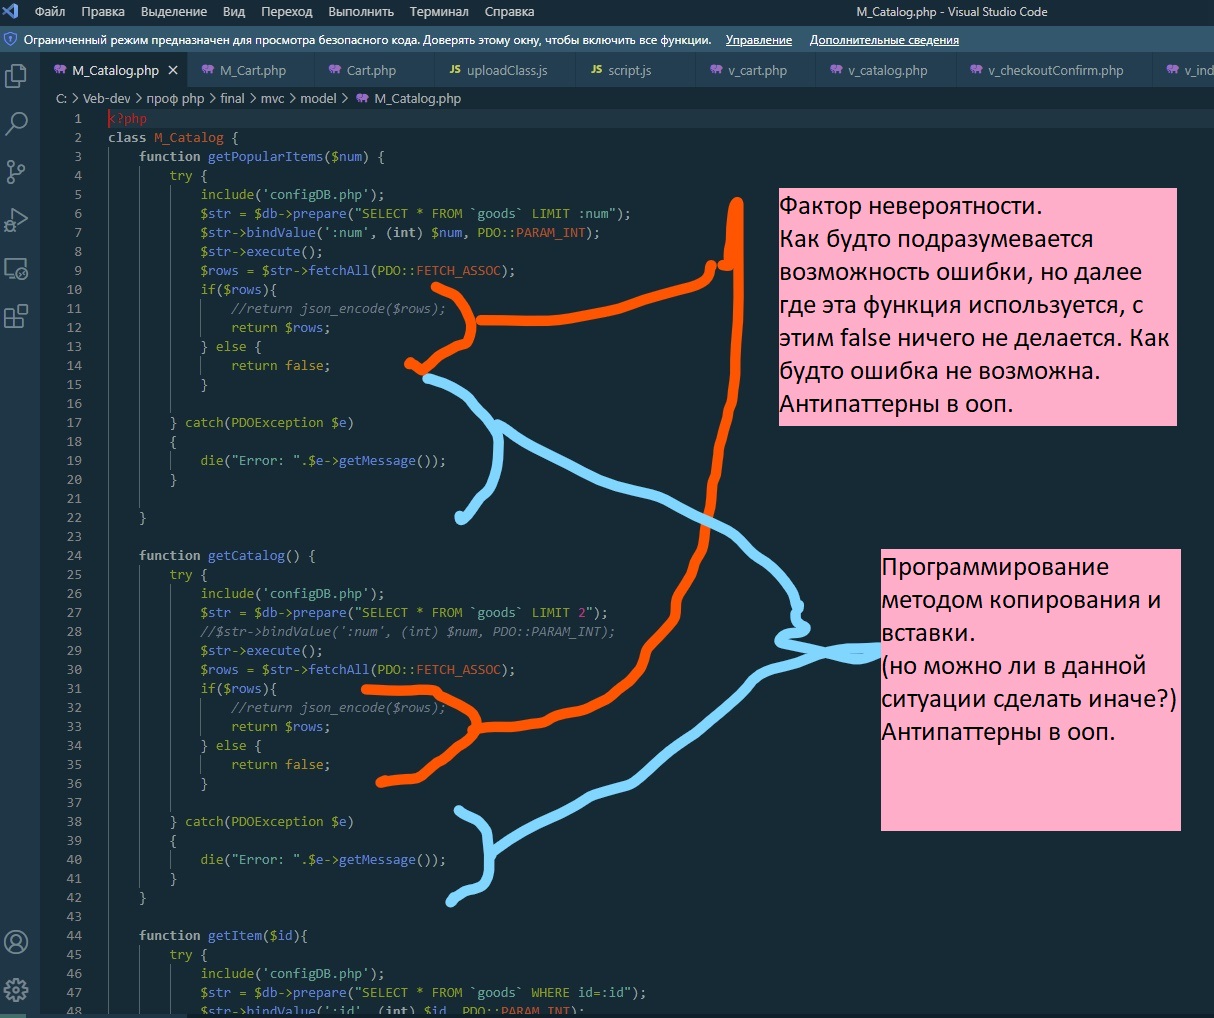 Файл Правка Выделение Вид Переход Выполнить Терминал Справка M_Catalog.php - Visual Studio Code
Ограниченный режим предназначен для просмотра безопасного кода. Доверять этому окну, чтобы включить все функции. Управление Дополнительные сведения
M_Catalog.php M_Cart.php Cart.php JS uploadClass.js JS script.js v_cart.php v_catalog.php v_checkoutConfirm.php v_ind
C: > Veb-dev > проф php > final > mvc > model > M_Catalog.php
1 <?php
2 class M_Catalog {
3 function getPopularItems($num) {
4 try {
5 include('configDB.php');
6 $str = $db->prepare("SELECT * FROM `goods` LIMIT :num");
7 $str->bindValue(':num', (int) $num, PDO::PARAM_INT);
8 $str->execute();
9 $rows = $str->fetchAll(PDO::FETCH_ASSOC);
10 if($rows){
11 //return json_encode($rows);
12 return $rows;
13 } else {
14 return false;
15 }
16
17 } catch(PDOException $e)
18 {
19 die("Error: ".$e->getMessage());
20 }
21
22 }
23
24 function getCatalog() {
25 try {
26 include('configDB.php');
27 $str = $db->prepare("SELECT * FROM `goods` LIMIT 2");
28 //$str->bindValue(':num', (int) $num, PDO::PARAM_INT);
29 $str->execute();
30 $rows = $str->fetchAll(PDO::FETCH_ASSOC);
31 if($rows){
32 //return json_encode($rows);
33 return $rows;
34 } else {
35 return false;
36 }
37
38 } catch(PDOException $e)
39 {
40 die("Error: ".$e->getMessage());
41 }
42 }
43
44 function getItem($id){
45 try {
46 include('configDB.php');
47 $str = $db->prepare("SELECT * FROM `goods` WHERE id=:id");
48 $str->bindValue(':id', (int) $id, PDO::PARAM_INT);
Фактор невероятности.
Как будто подразумевается
возможность ошибки, но далее
где эта функция используется, с
этим false ничего не делается. Как
будто ошибка не возможна.
Антипаттерны в ооп.
Программирование
методом копирования и
вставки.
(но можно ли в данной
ситуации сделать иначе?)
Антипаттерны в ооп.